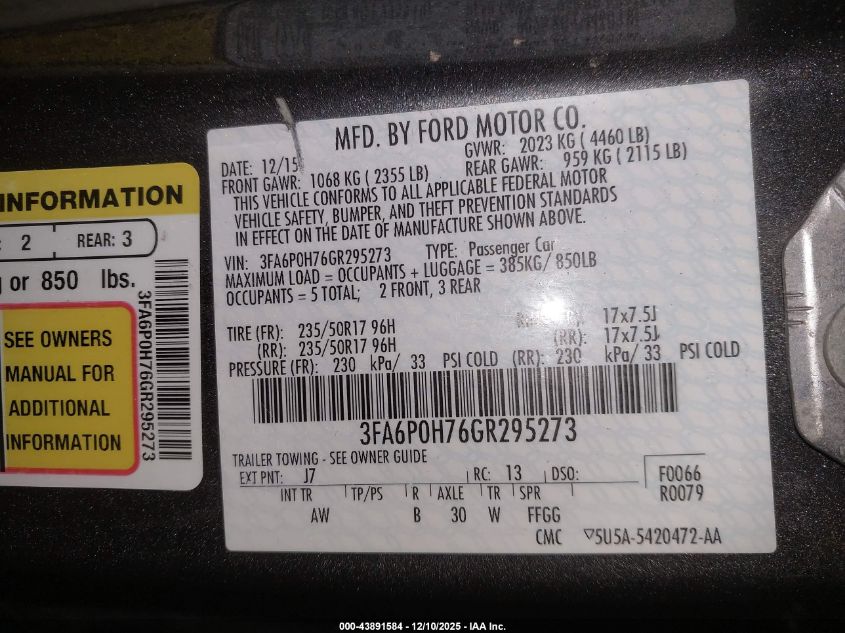 INFORMATION
2 REAR: 3
or 850 lbs.
SEE OWNERS
MANUAL FOR
ADDITIONAL
INFORMATION
3FA6P0H76GR295273
MFD. BY FORD MOTOR CO.
DATE: 12/15 GVWR: 2023 KG ( 4460 LB)
FRONT GAWR: 1068 KG ( 2355 LB) REAR GAWR: 959 KG ( 2115 LB)
THIS VEHICLE CONFORMS TO ALL APPLICABLE FEDERAL MOTOR
VEHICLE SAFETY, BUMPER, AND THEFT PREVENTION STANDARDS
IN EFFECT ON THE DATE OF MANUFACTURE SHOWN ABOVE.
VIN: 3FA6P0H76GR295273 TYPE: Passenger Car
MAXIMUM LOAD = OCCUPANTS + LUGGAGE = 385KG/ 850LB
OCCUPANTS = 5 TOTAL; 2 FRONT, 3 REAR
TIRE (FR): 235/50R17 96H 17x7.5J
(RR): 235/50R17 96H (RR): 17x7.5J
PRESSURE (FR): 230 kPa/ 33 PSI COLD (RR): 230 kPa/ 33 PSI COLD
3FA6P0H76GR295273
TRAILER TOWING - SEE OWNER GUIDE
EXT PNT: J7 RC: 13 DSO: F0066
R0079
INT TR TP/PS R AXLE TR SPR
AW B 30 W FFGG
CMC 5U5A-5420472-AA
000-43891584 - 12/10/2025 - IAA Inc.